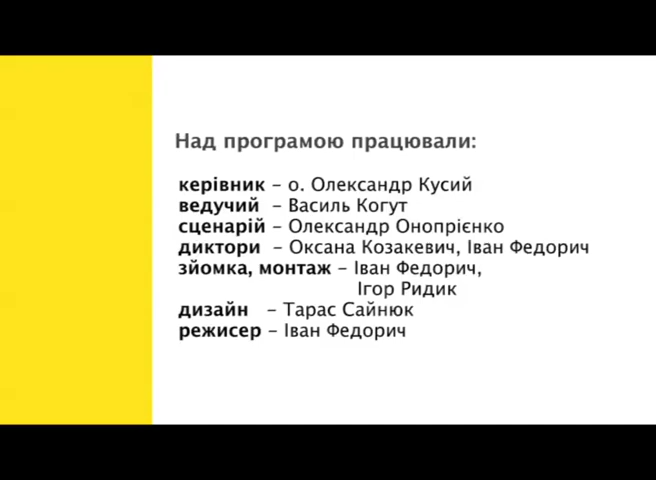 Над програмою працювали:
керівник – о. Олександр Кусий
ведучий – Василь Когут
сценарій – Олександр Онопрієнко
диктори – Оксана Козакевич, Іван Федорич
зйомка, монтаж – Іван Федорич,
Ігор Ридик
дизайн – Тарас Сайнюк
режисер – Іван Федорич